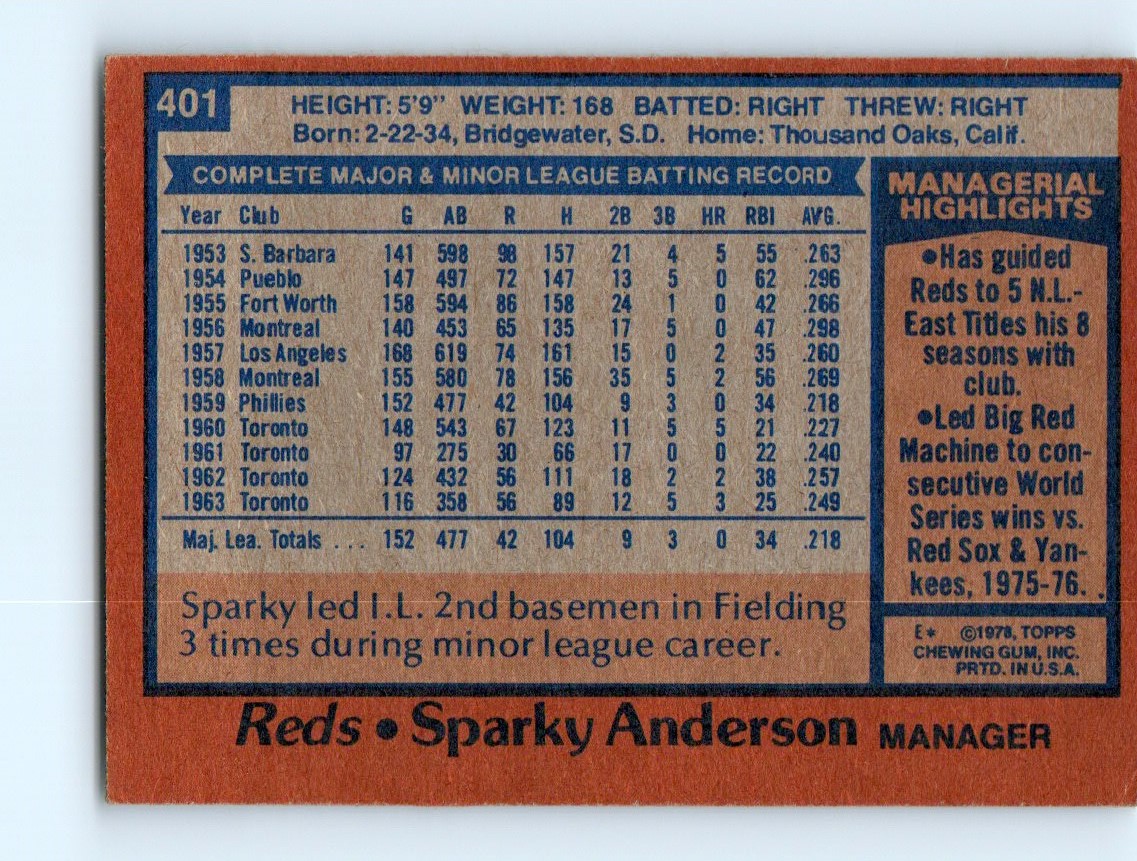 401
HEIGHT: 5'9" WEIGHT: 168 BATTED: RIGHT THREW: RIGHT
Born: 2-22-34, Bridgewater, S.D. Home: Thousand Oaks, Calif.
COMPLETE MAJOR & MINOR LEAGUE BATTING RECORD
Year Club G AB R H 2B 3B HR RBI AVG.
1953 S. Barbara 141 598 98 157 21 4 5 55 .263
1954 Pueblo 147 497 72 147 13 5 0 62 .296
1955 Fort Worth 158 594 86 158 24 1 0 42 .266
1956 Montreal 140 453 65 135 17 5 0 47 .298
1957 Los Angeles 168 619 74 161 15 0 2 35 .260
1958 Montreal 155 580 78 156 35 5 2 56 .269
1959 Phillies 152 477 42 104 9 3 0 34 .218
1960 Toronto 148 543 67 123 11 5 5 21 .227
1961 Toronto 97 275 30 66 17 0 0 22 .240
1962 Toronto 124 432 56 111 18 2 2 38 .257
1963 Toronto 116 358 56 89 12 5 3 25 .249
Maj. Lea. Totals ... 152 477 42 104 9 3 0 34 .218
Sparky led I.L. 2nd basemen in Fielding
3 times during minor league career.
MANAGERIAL
HIGHLIGHTS
•Has guided
Reds to 5 N.L.-
East Titles his 8
seasons with
club.
•Led Big Red
Machine to con-
secutive World
Series wins vs.
Red Sox & Yan-
kees, 1975-76.
E* ©1978, TOPPS
CHEWING GUM, INC.
PRTD. IN U.S.A.
Reds • Sparky Anderson MANAGER